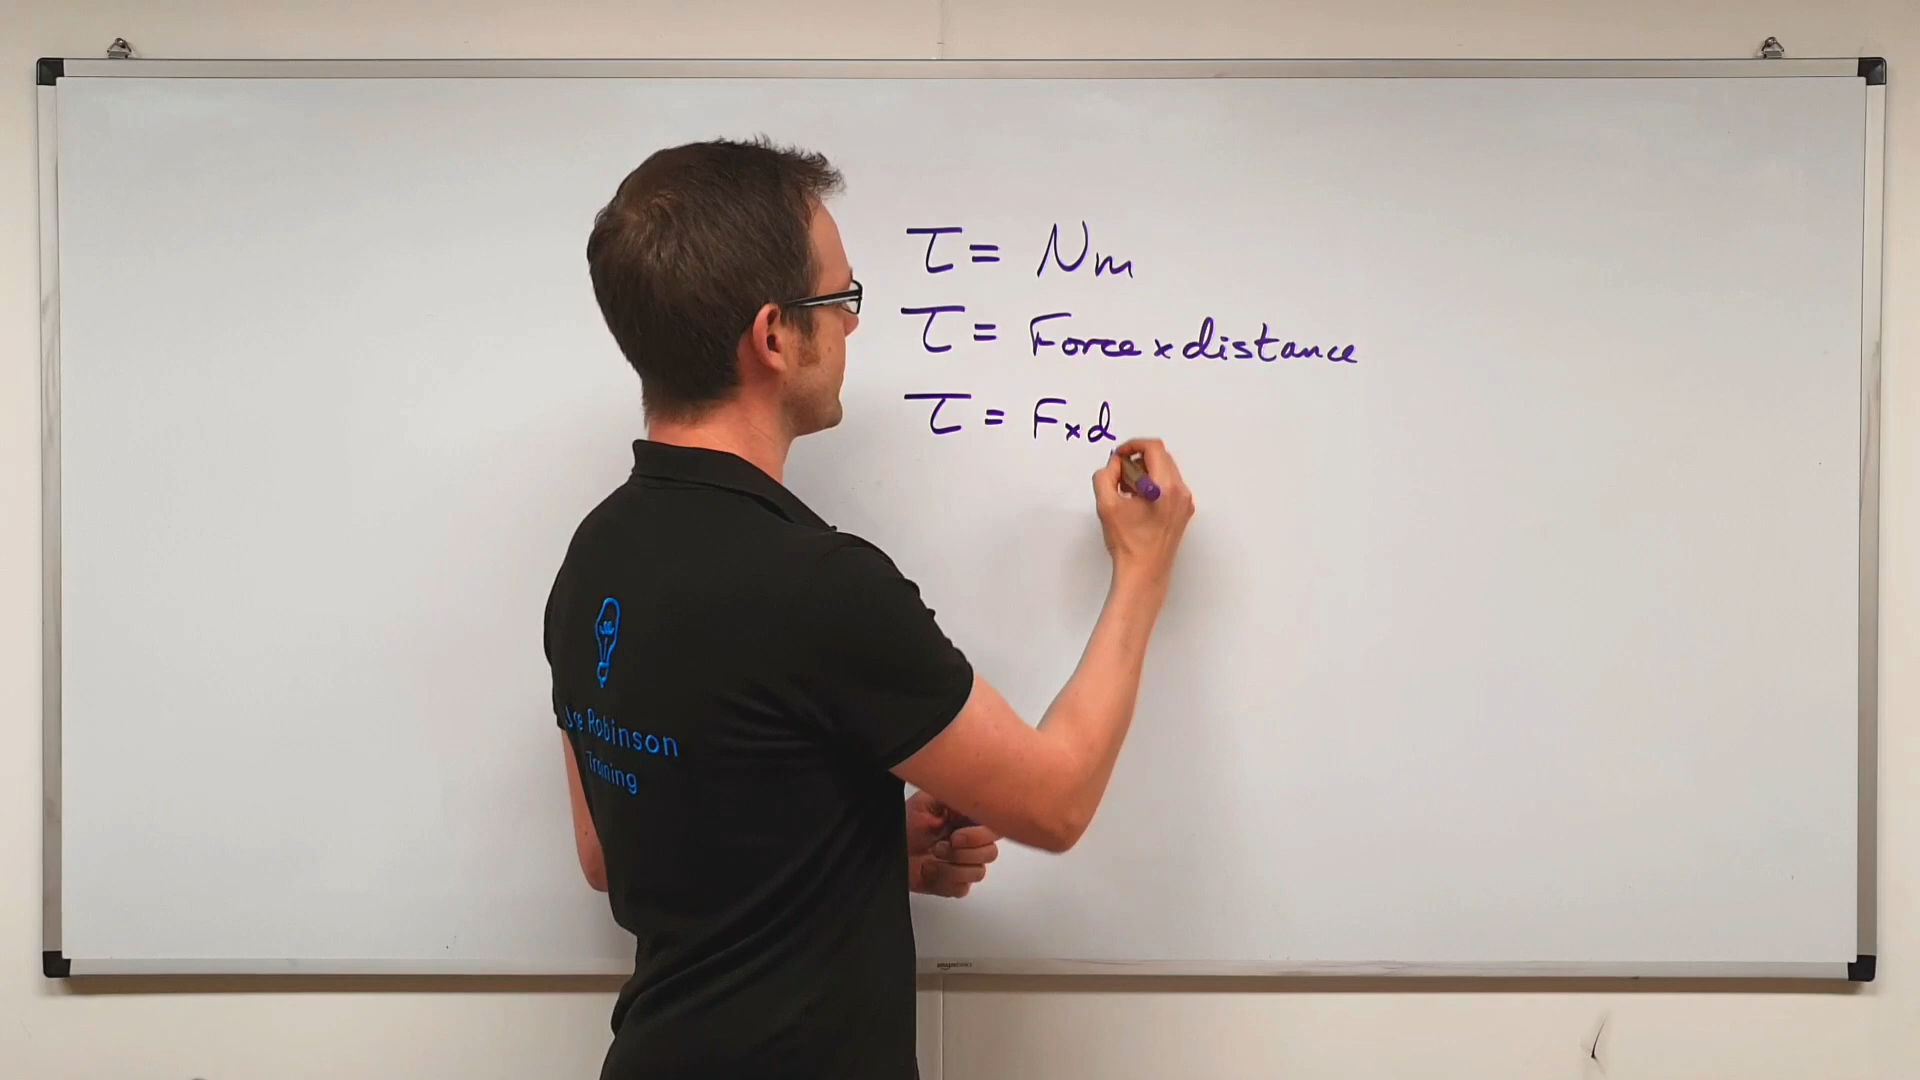 τ = Nm
τ = Force × distance
τ = F×d
Robinson
Training